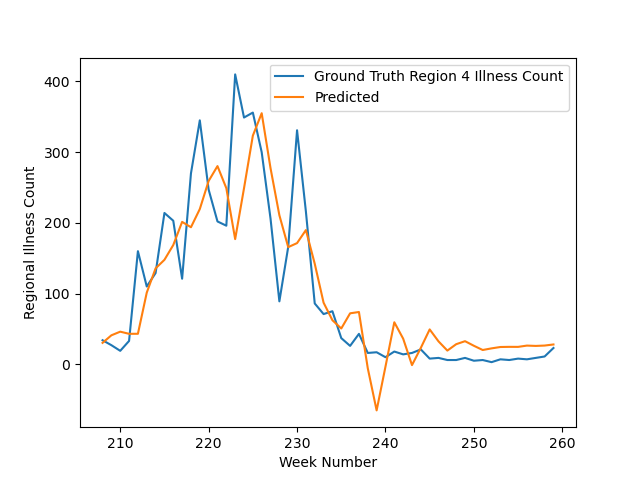 Ground Truth Region 4 Illness Count
Predicted
Regional Illness Count
400
300
200
100
0
210
220
230
240
250
260
Week Number